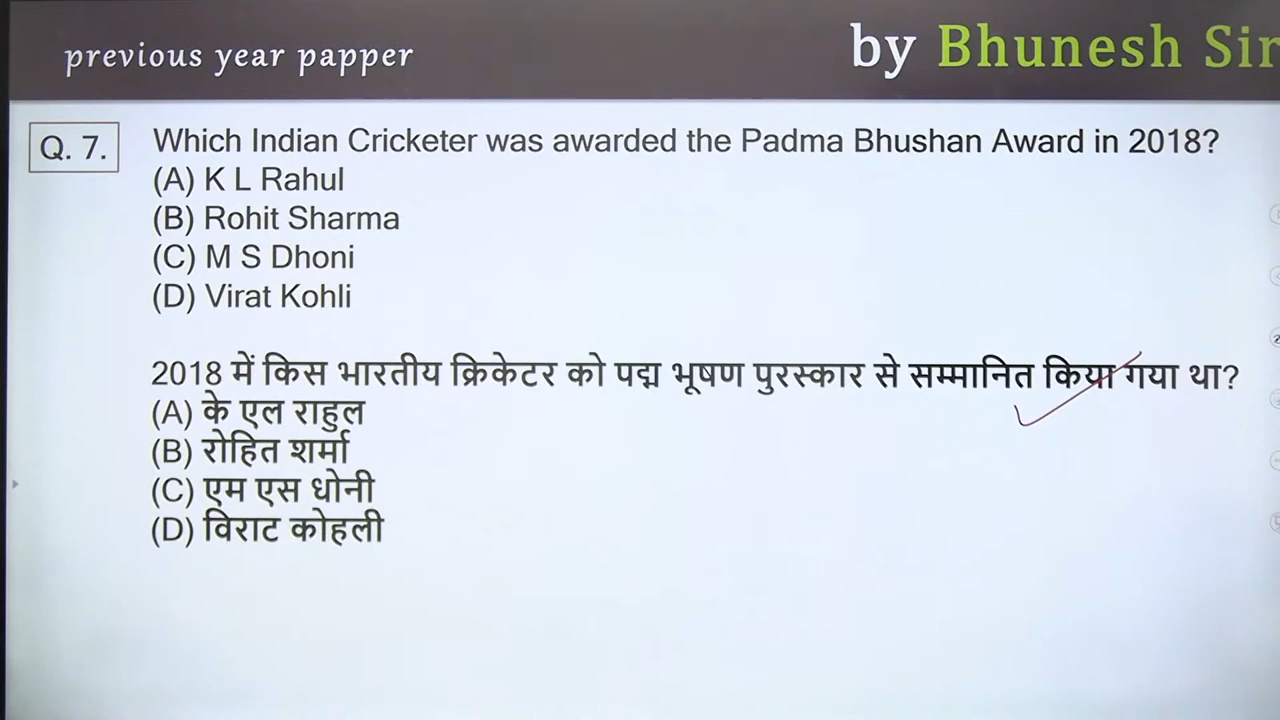 previous year papper
by Bhunesh Sir
Q. 7.
Which Indian Cricketer was awarded the Padma Bhushan Award in 2018?
(A) K L Rahul
(B) Rohit Sharma
(C) M S Dhoni
(D) Virat Kohli
2018 में किस भारतीय क्रिकेटर को पद्म भूषण पुरस्कार से सम्मानित किया गया था?
(A) के एल राहुल
(B) रोहित शर्मा
(C) एम एस धोनी
(D) विराट कोहली